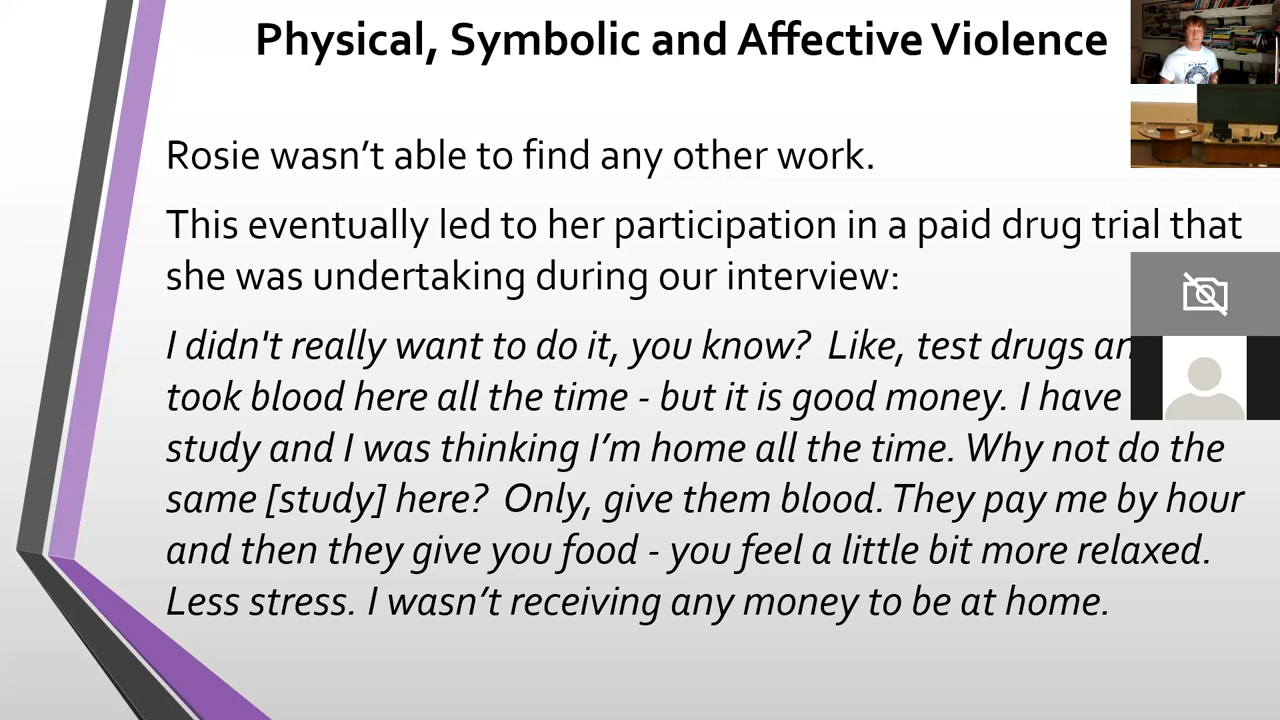 Physical, Symbolic and Affective Violence
Rosie wasn’t able to find any other work.
This eventually led to her participation in a paid drug trial that
she was undertaking during our interview:
I didn't really want to do it, you know?  Like, test drugs
took blood here all the time - but it is good money. I have
study and I was thinking I’m home all the time. Why not do the
same [study] here?  Only, give them blood. They pay me by hour
and then they give you food - you feel a little bit more relaxed.
Less stress. I wasn’t receiving any money to be at home.